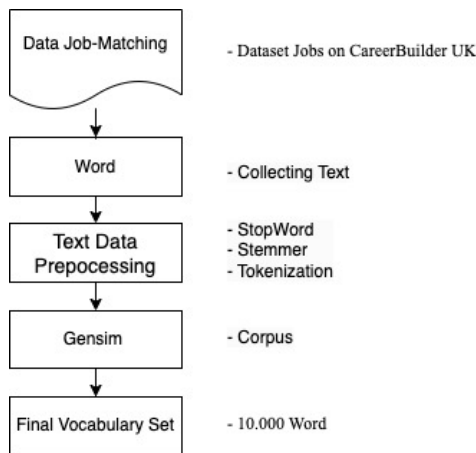 Data Job-Matching
- Dataset Jobs on CareerBuilder UK
Word
- Collecting Text
Text Data
Prepocessing
- StopWord
- Stemmer
- Tokenization
Gensim
- Corpus
Final Vocabulary Set
- 10.000 Word